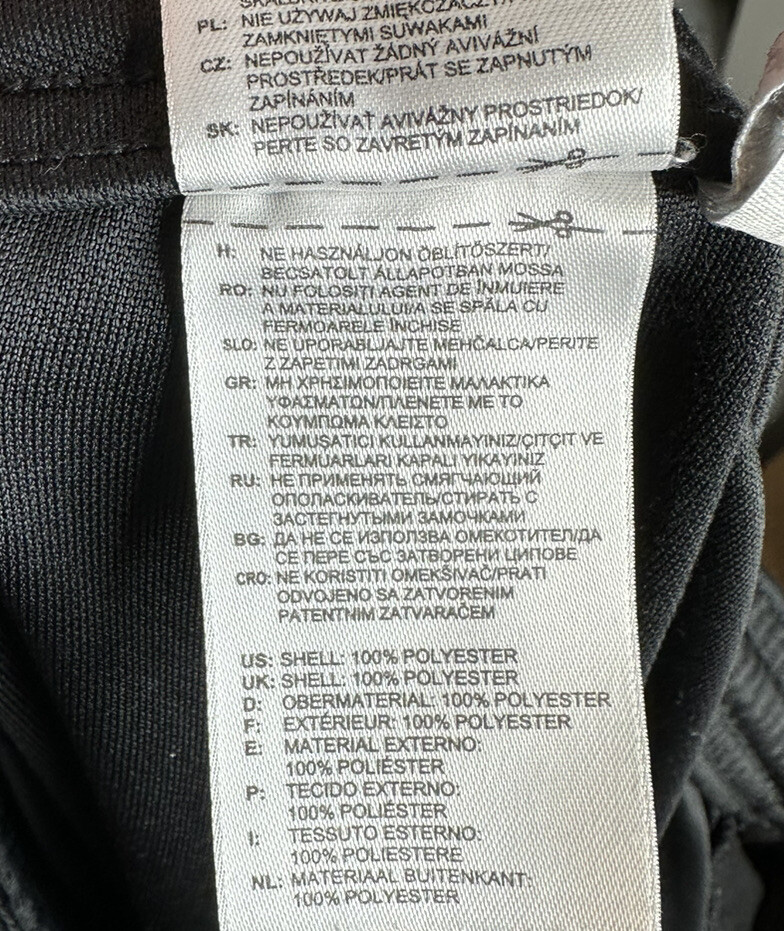 PL: NIE UŻYWAJ
ZAMKNIĘTYMI SUWAKAMI
CZ: NEPOUŽÍVAT ŽÁDNÝ AVIVÁŽNÍ
PROSTŘEDEK/PRÁT SE ZAPNUTÝM
ZAPÍNÁNÍM
SK: NEPOUŽÍVAŤ AVIVÁŽNY PROSTRIEDOK/
PERTE SO ZAVRETÝM ZAPÍNANÍM
H: NE HASZNÁLJON ÖBLÍTŐSZERT/
BECSATOLT ÁLLAPOTBAN MOSSA
RO: NU FOLOSITI AGENT DE ÎNMUIERE
A MATERIALULUI/A SE SPĂLA CU
FERMOARELE ÎNCHISE
SLO: NE UPORABLJAJTE MEHČALCA/PERITE
Z ZAPETIMI ZADRGAMI
GR: ΜΗ ΧΡΗΣΙΜΟΠΟΙΕΙΤΕ ΜΑΛΑΚΤΙΚΑ
ΥΦΑΣΜΑΤΩΝ/ΠΛΕΝΕΤΕ ΜΕ ΤΟ
ΚΟΥΜΠΩΜΑ ΚΛΕΙΣΤΟ
TR: YUMUSATICI KULLANMAYINIZ/ÇITÇIT VE
FERMUARLARI KAPALI YIKAYINIZ
RU: НЕ ПРИМЕНЯТЬ СМЯГЧАЮЩИЙ
ОПОЛАСКИВАТЕЛЬ/СТИРАТЬ С
ЗАСТЕГНУТЫМИ ЗАМОЧКАМИ
BG: ДА НЕ СЕ ИЗПОЛЗВА ОМЕКОТИТЕЛ/ДА
СЕ ПЕРЕ СЪС ЗАТВОРЕНИ ЦИПОВЕ
CRO: NE KORISTITI OMEKŠIVAČ/PRATI
ODVOJENO SA ZATVORENIM
PATENTNIM ZATVARAČEM
US: SHELL: 100% POLYESTER
UK: SHELL: 100% POLYESTER
D: OBERMATERIAL: 100% POLYESTER
F: EXTÉRIEUR: 100% POLYESTER
E: MATERIAL EXTERNO:
100% POLIÉSTER
P: TECIDO EXTERNO:
100% POLIÉSTER
I: TESSUTO ESTERNO:
100% POLIESTERE
NL: MATERIAAL BUITENKANT:
100% POLYESTER